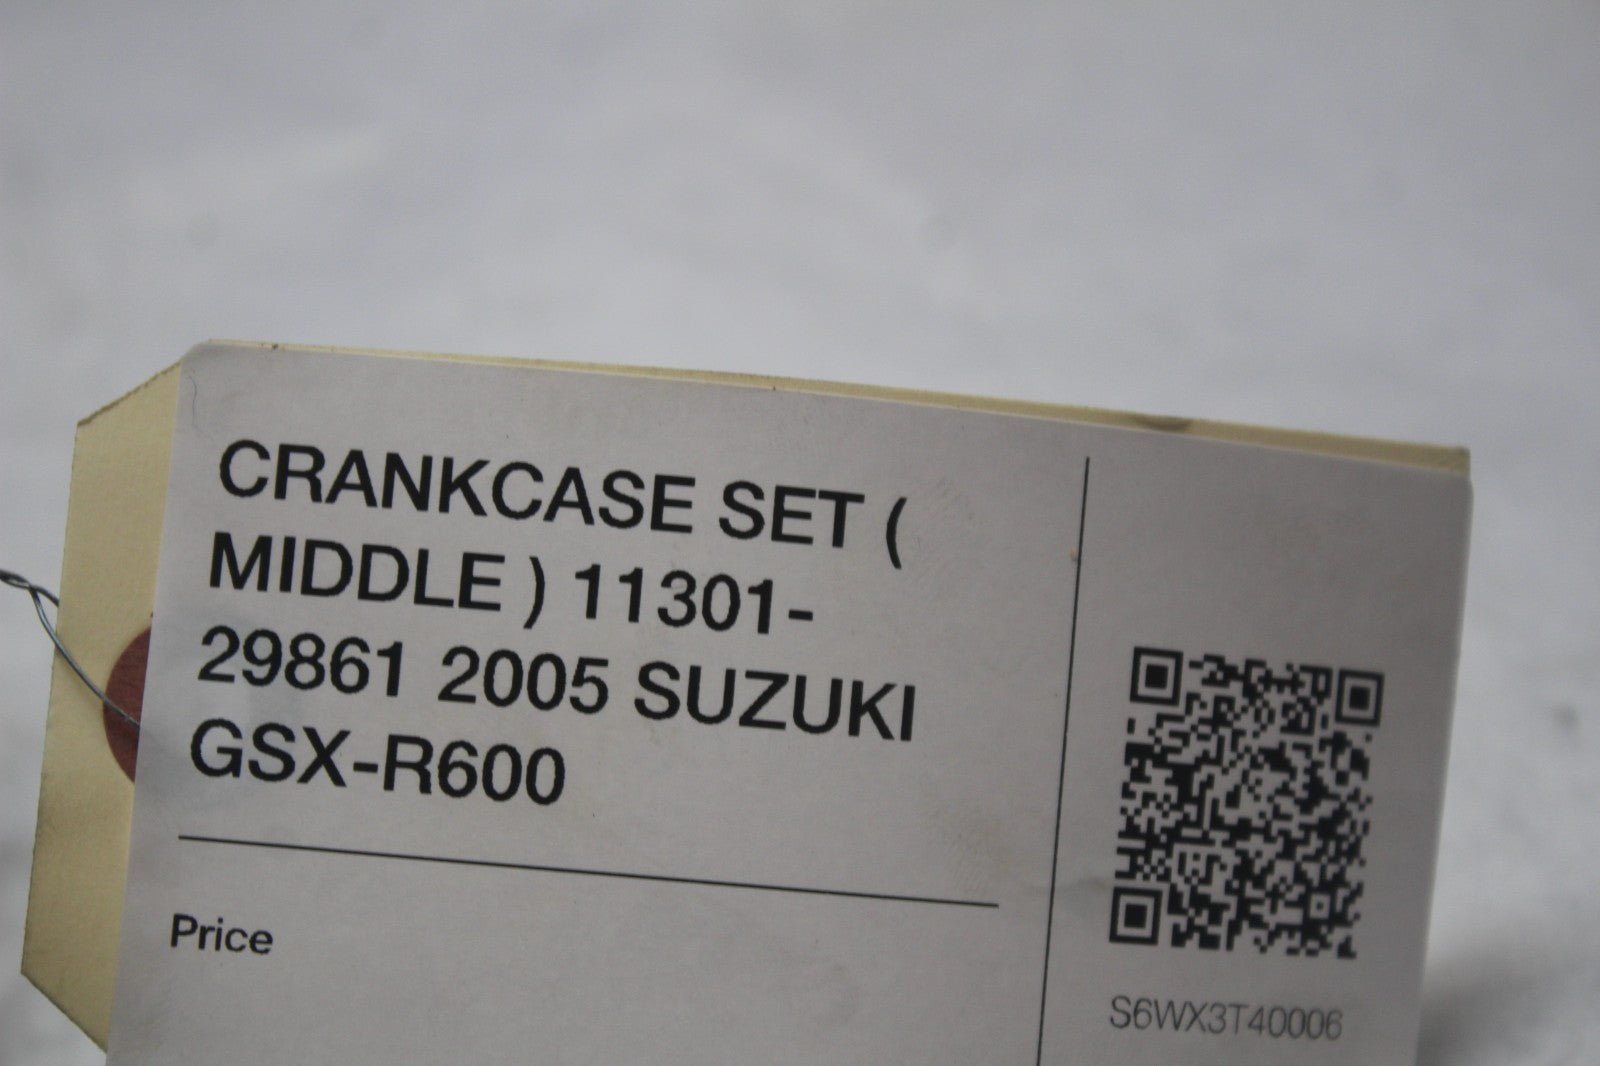 CRANKCASE SET (
MIDDLE ) 11301-
29861 2005 SUZUKI
GSX-R600
Price
S6WX3T40006